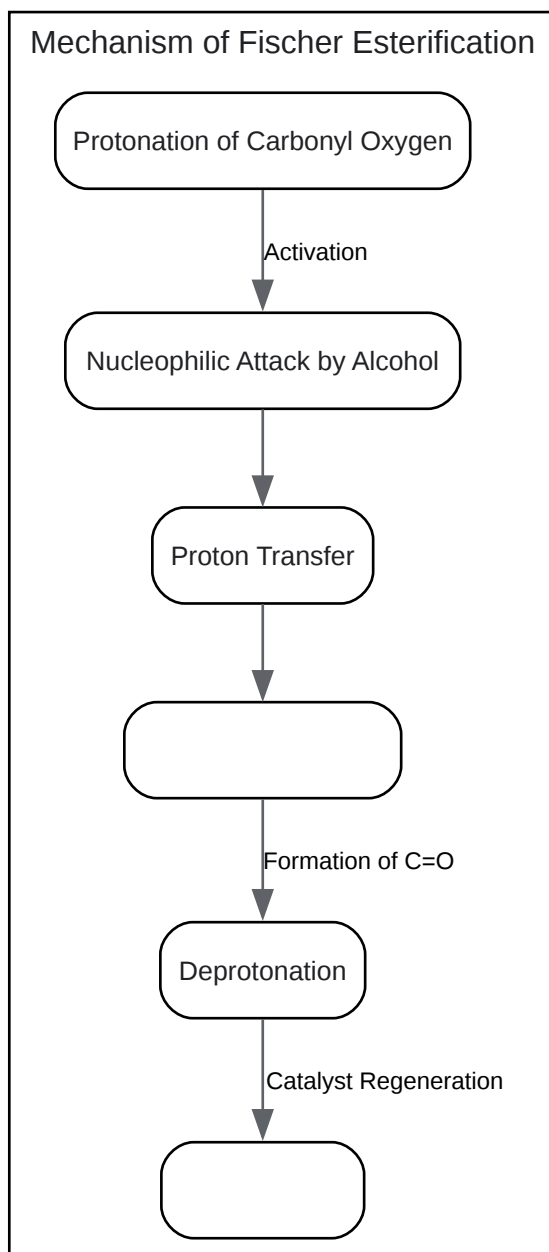 Mechanism of Fischer Esterification
Protonation of Carbonyl Oxygen
Activation
Nucleophilic Attack by Alcohol
Proton Transfer
Formation of C=O
Deprotonation
Catalyst Regeneration